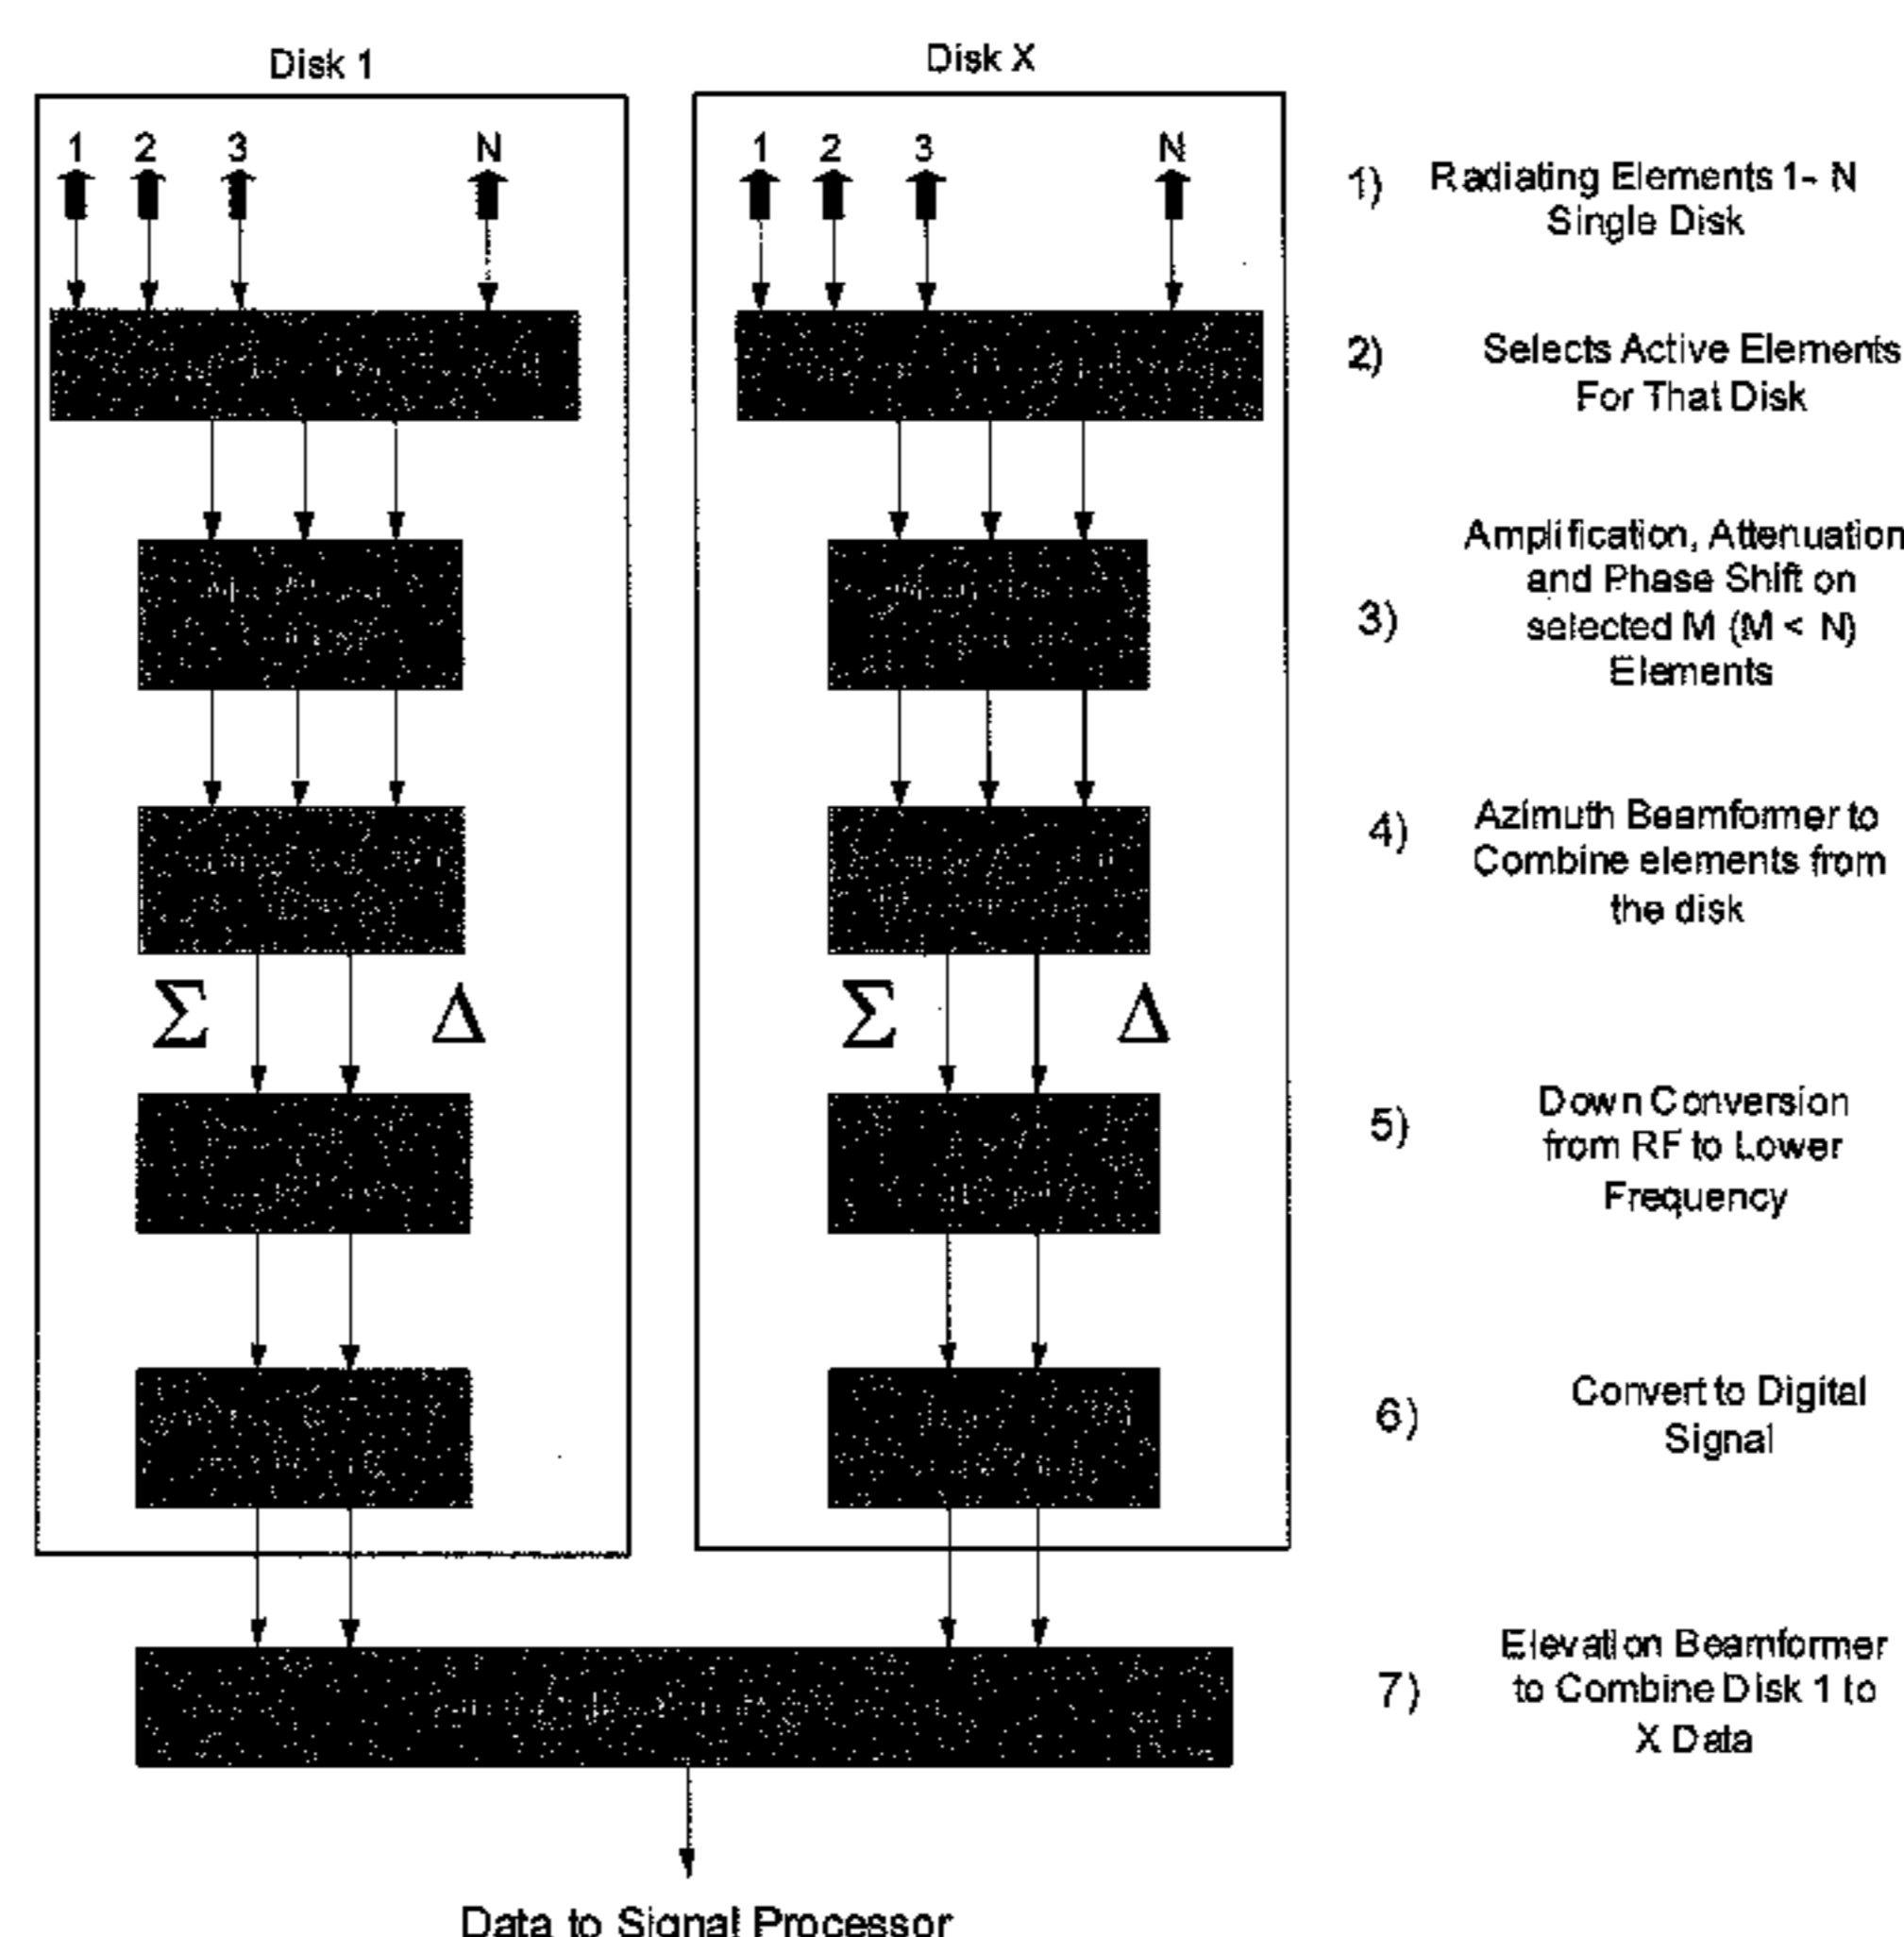 Disk 1
Disk X
1 2 3 N
1 2 3 N
1) Radiating Elements 1- N
Single Disk
2) Selects Active Elements
For That Disk
3) Amplification, Attenuation
and Phase Shift on
selected M (M < N)
Elements
4) Azimuth Beamformer to
Combine elements from
the disk
Σ Δ
Σ Δ
5) Down Conversion
from RF to Lower
Frequency
6) Convert to Digital
Signal
7) Elevation Beamformer
to Combine Disk 1 to
X Data
Data to Signal Processor